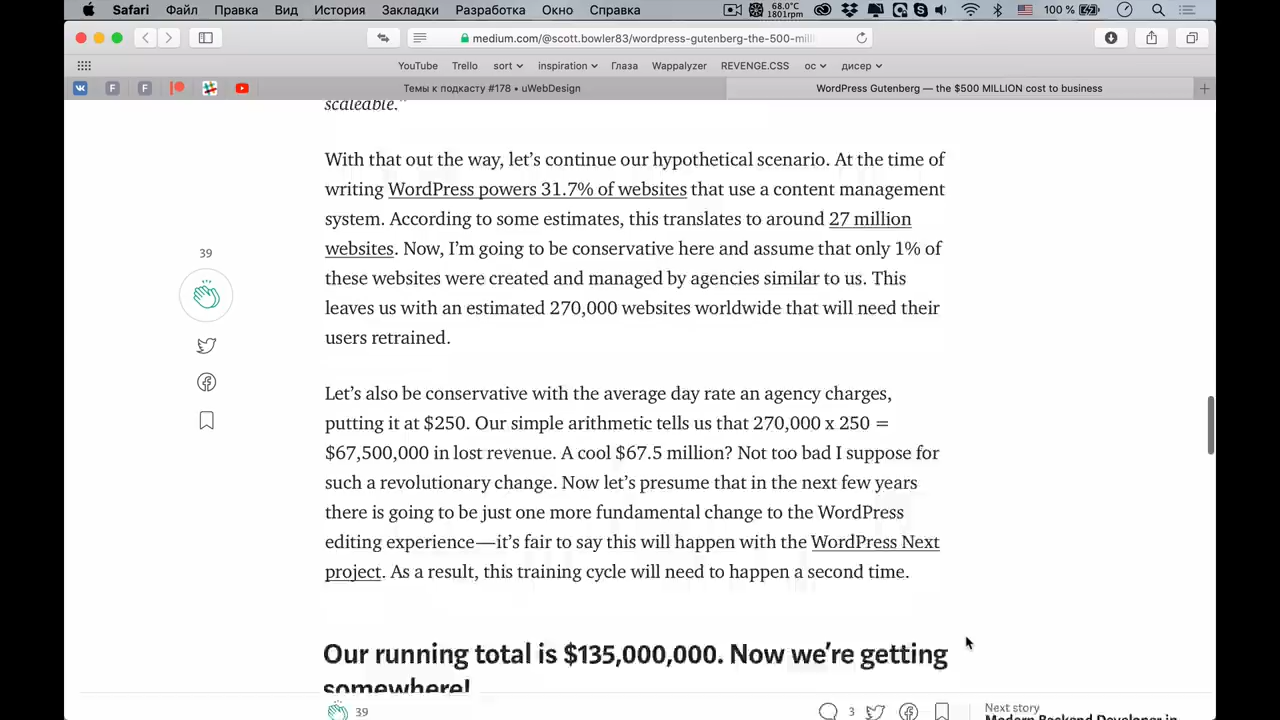 Safari Файл Правка Вид История Закладки Разработка Окно Справка 68.0°C 1801rpm 100 %
medium.com/@scott.bowler83/wordpress-gutenberg-the-500-mill
YouTube Trello sort inspiration Глаза Wappalyzer REVENGE.CSS ос дисер
F F Темы к подкасту #178 • uWebDesign WordPress Gutenberg — the $500 MILLION cost to business
scaleable.”
With that out the way, let’s continue our hypothetical scenario. At the time of
writing WordPress powers 31.7% of websites that use a content management
system. According to some estimates, this translates to around 27 million
websites. Now, I’m going to be conservative here and assume that only 1% of
these websites were created and managed by agencies similar to us. This
leaves us with an estimated 270,000 websites worldwide that will need their
users retrained.
39
Let’s also be conservative with the average day rate an agency charges,
putting it at $250. Our simple arithmetic tells us that 270,000 x 250 =
$67,500,000 in lost revenue. A cool $67.5 million? Not too bad I suppose for
such a revolutionary change. Now let’s presume that in the next few years
there is going to be just one more fundamental change to the WordPress
editing experience — it’s fair to say this will happen with the WordPress Next
project. As a result, this training cycle will need to happen a second time.
Our running total is $135,000,000. Now we’re getting
somewhere!
39 3 Next story
Modern Backend Developer in